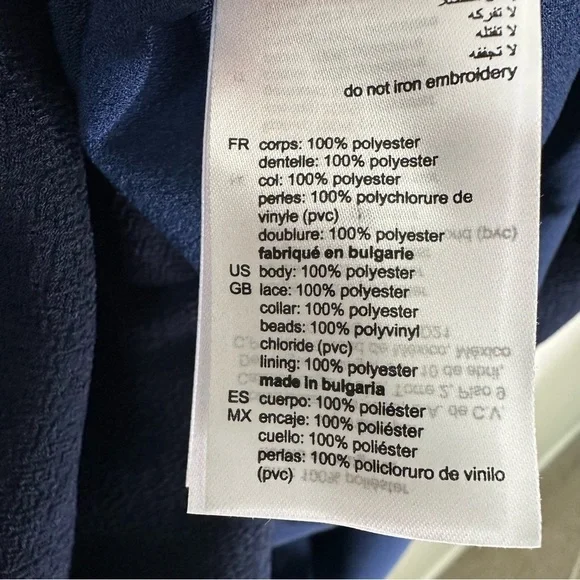 لا تفركه
لا تفتله
لا تجففه
do not iron embroidery
FR corps: 100% polyester
dentelle: 100% polyester
col: 100% polyester
perles: 100% polychlorure de
vinyle (pvc)
doublure: 100% polyester
fabriqué en bulgarie
US body: 100% polyester
GB lace: 100% polyester
collar: 100% polyester
beads: 100% polyvinyl
chloride (pvc)
lining: 100% polyester
made in bulgaria
ES cuerpo: 100% poliéster
MX encaje: 100% poliéster
cuello: 100% poliéster
perlas: 100% policloruro de vinilo
(pvc)